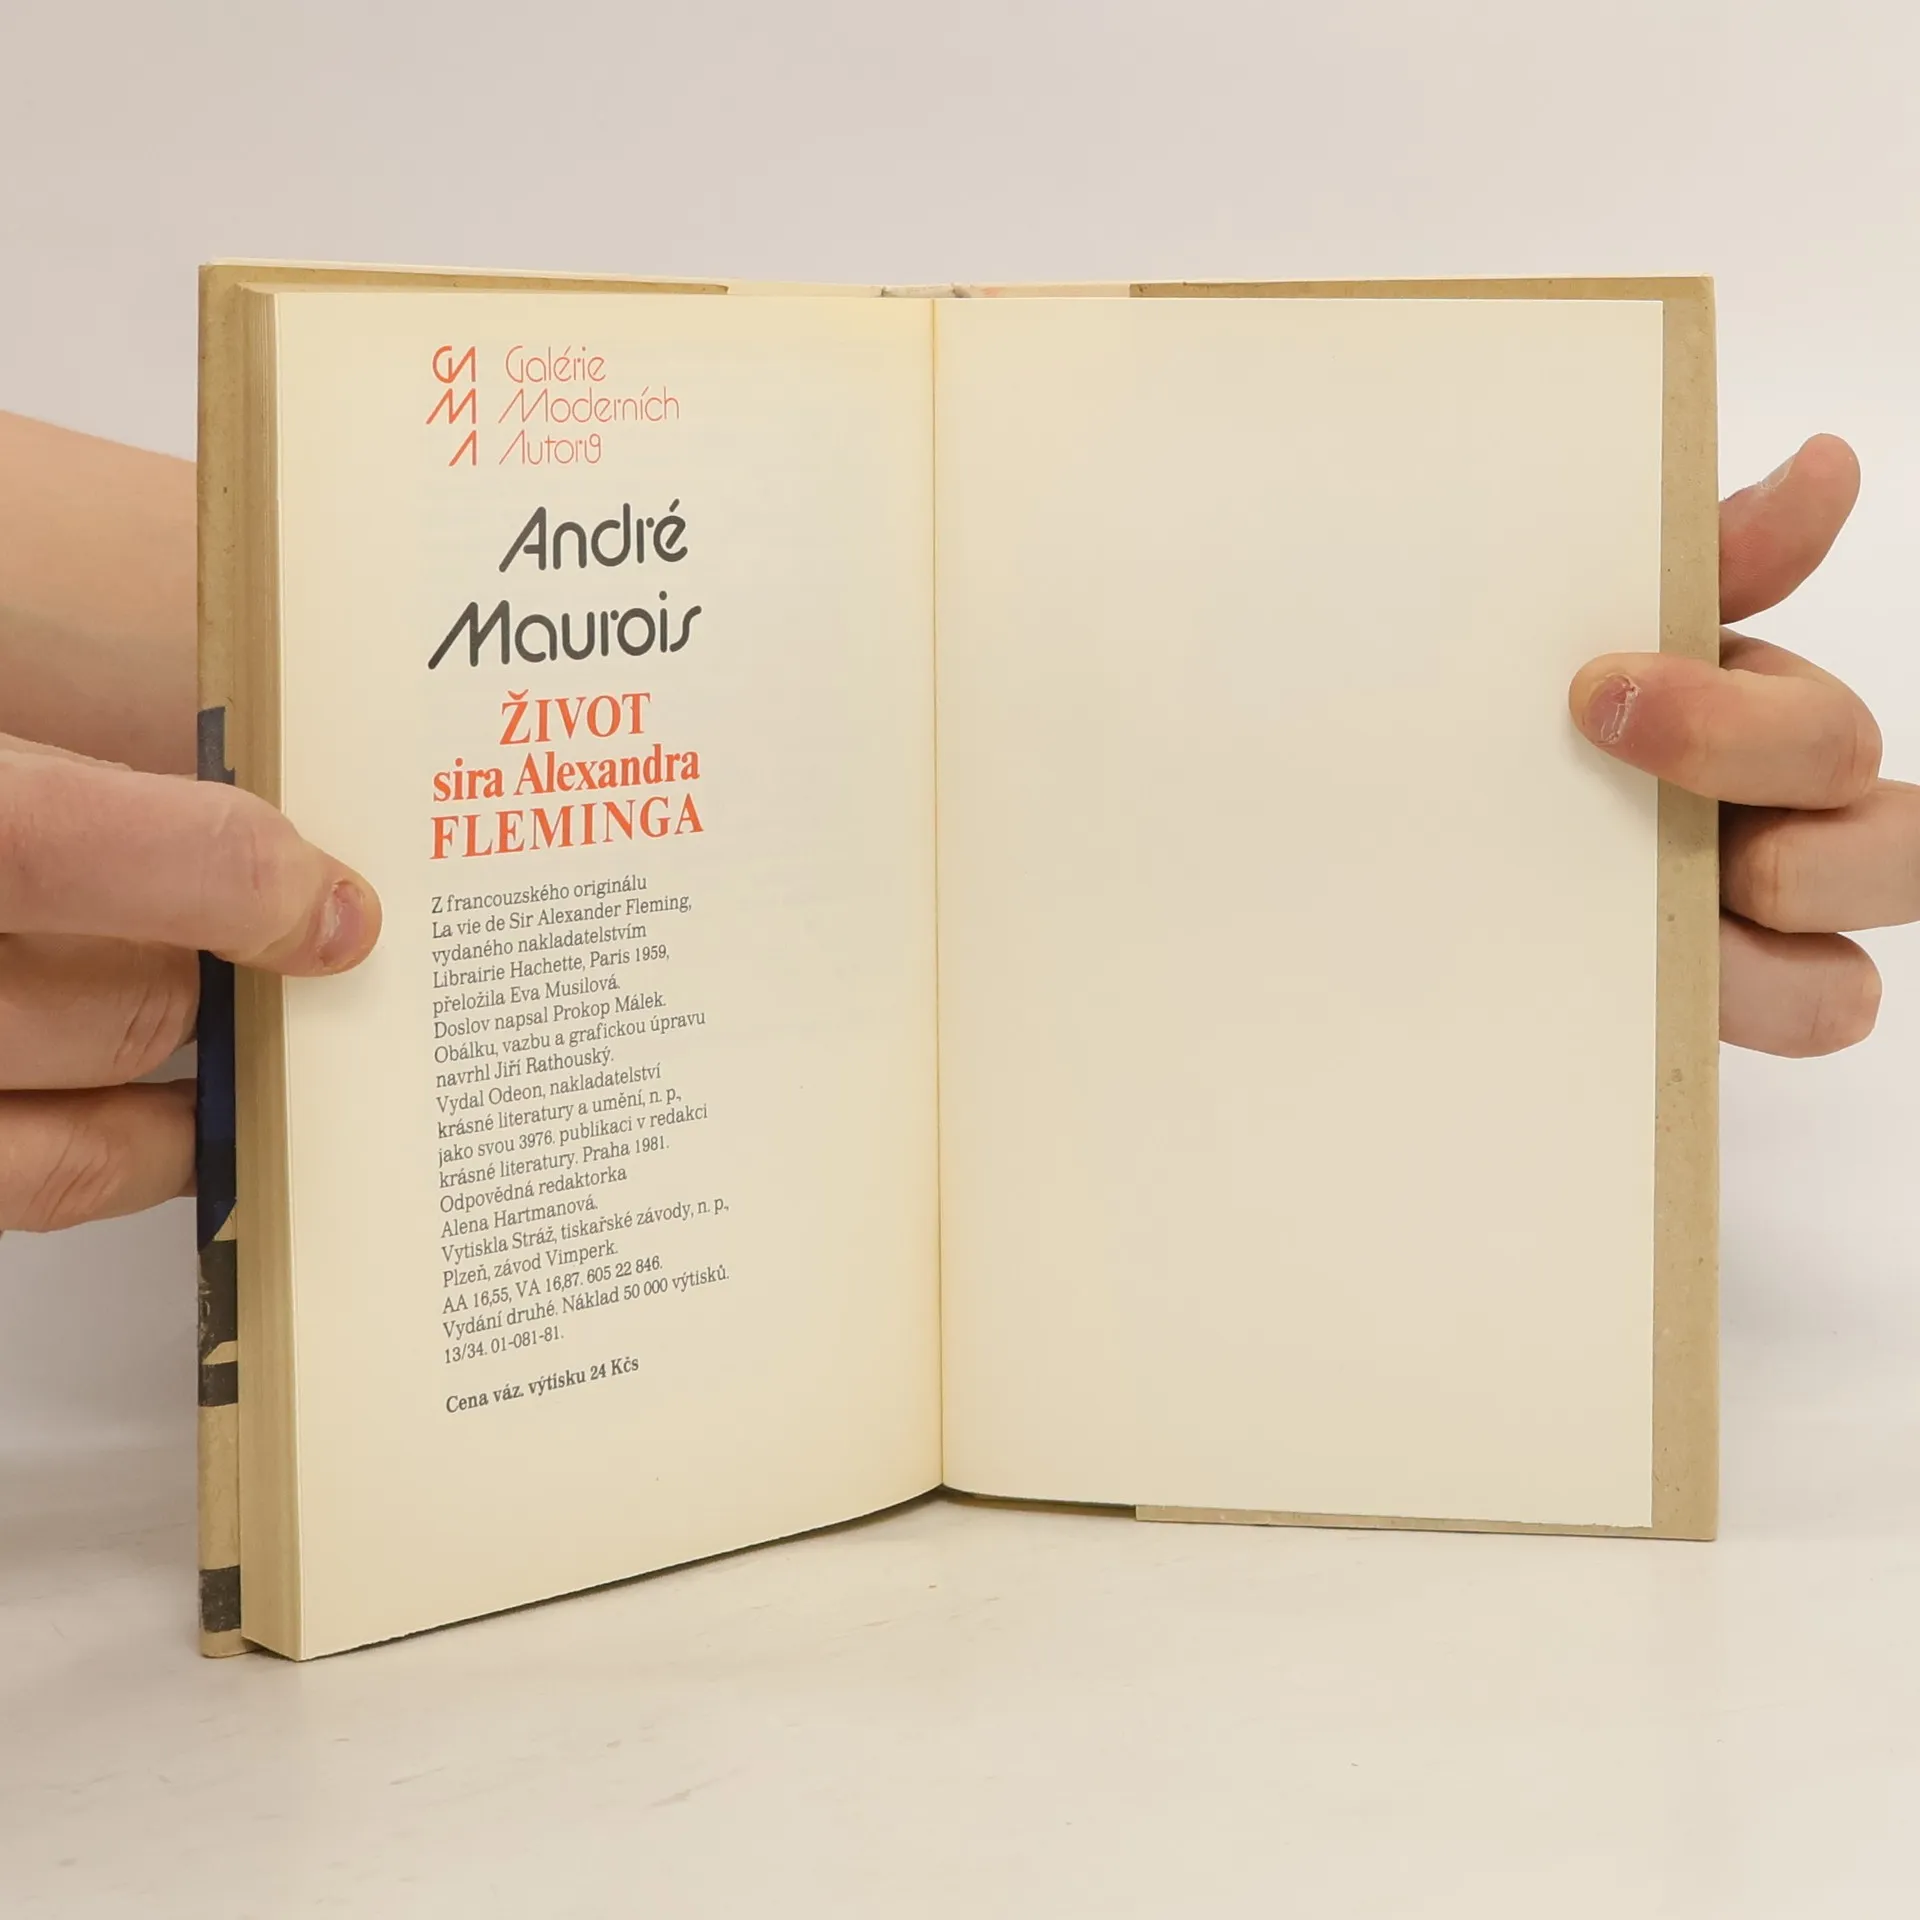 GMA Galérie
Moderních
Autorů
André
Maurois
ŽIVOT
sira Alexandra
FLEMINGA
Z francouzského originálu
La vie de Sir Alexander Fleming,
vydaného nakladatelstvím
Librairie Hachette, Paris 1959,
přeložila Eva Musilová.
Doslov napsal Prokop Málek.
Obálku, vazbu a grafickou úpravu
navrhl Jiří Rathouský.
Vydal Odeon, nakladatelství
krásné literatury a umění, n. p.,
jako svou 3976. publikaci v redakci
krásné literatury. Praha 1981.
Odpovědná redaktorka
Alena Hartmanová.
Vytiskla Stráž, tiskařské závody, n. p.,
Plzeň, závod Vimperk.
AA 16,55, VA 16,87. 605 22 846.
Vydání druhé. Náklad 50 000 výtisků.
13/34. 01-081-81.
Cena váz. výtisku 24 Kčs